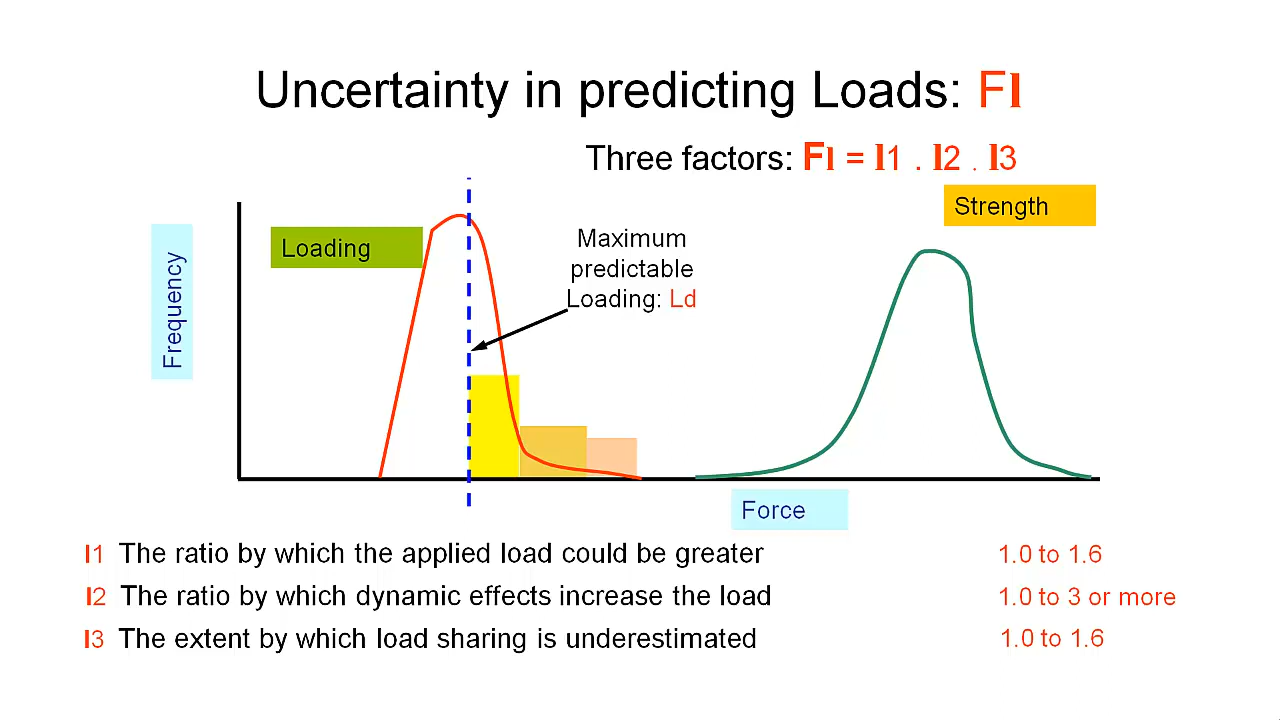 Uncertainty in predicting Loads: Fl
Three factors: Fl = l1 . l2 . l3
Strength
Loading
Maximum
predictable
Loading: Ld
Frequency
Force
l1 The ratio by which the applied load could be greater 1.0 to 1.6
l2 The ratio by which dynamic effects increase the load 1.0 to 3 or more
l3 The extent by which load sharing is underestimated 1.0 to 1.6